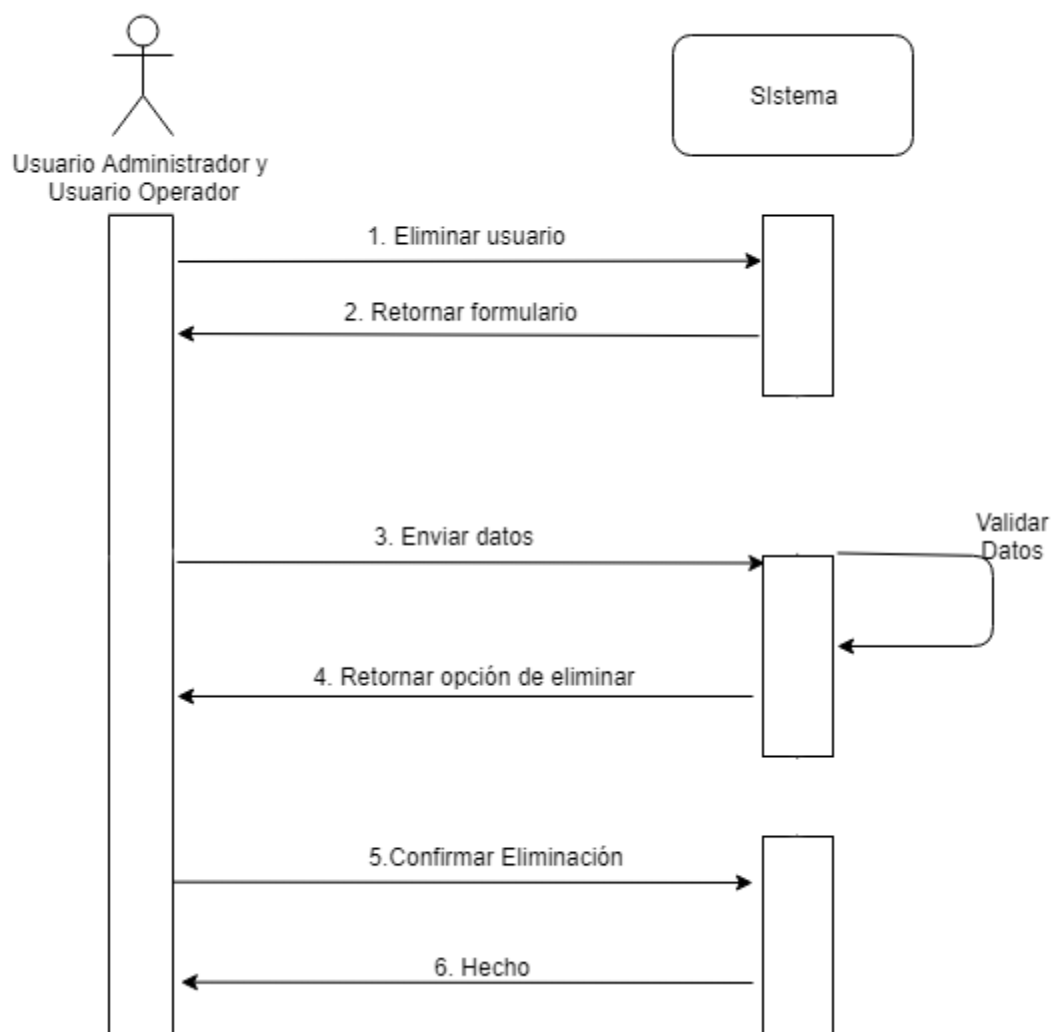 SIstema
Usuario Administrador y
Usuario Operador
1. Eliminar usuario
2. Retornar formulario
3. Enviar datos
Validar
Datos
4. Retornar opción de eliminar
5.Confirmar Eliminación
6. Hecho